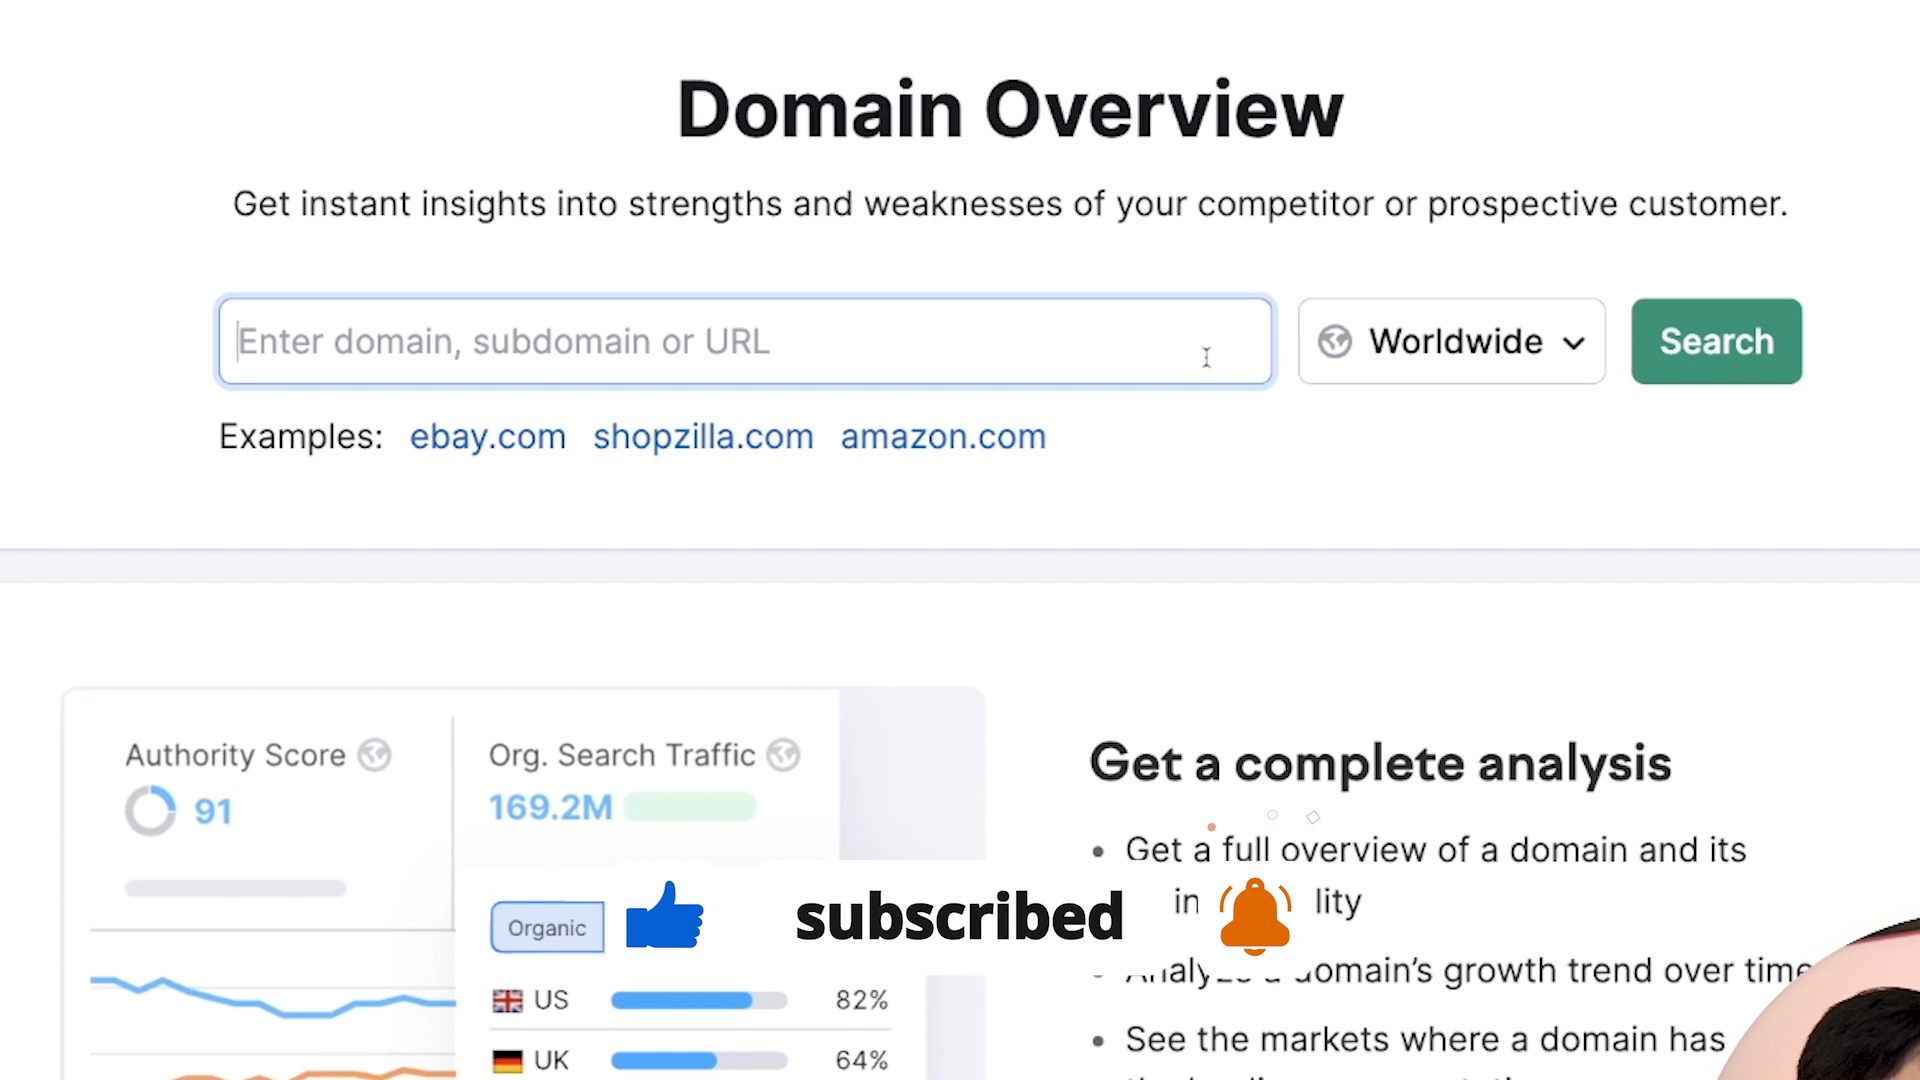 Domain Overview
Get instant insights into strengths and weaknesses of your competitor or prospective customer.
Enter domain, subdomain or URL
Worldwide
Search
Examples: ebay.com shopzilla.com amazon.com
Authority Score
91
Org. Search Traffic
169.2M
Organic
US 82%
UK 64%
subscribed
Get a complete analysis
• Get a full overview of a domain and its
• domain's growth trend over time
• See the markets where a domain has